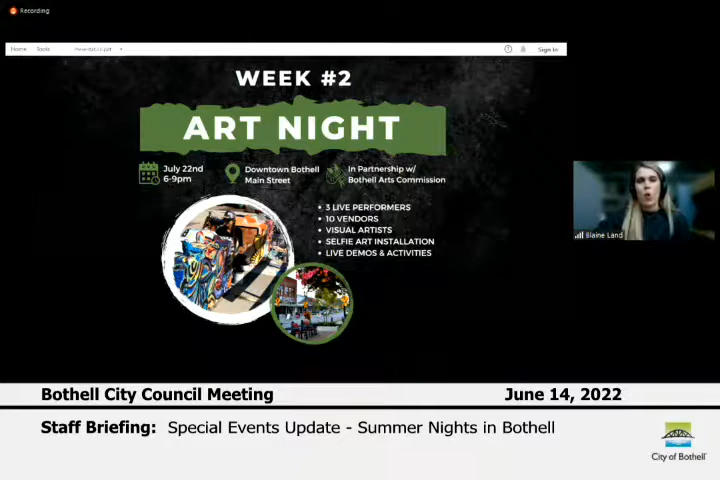 Recording
Home Tools
Sign In
WEEK #2
ART NIGHT
July 22nd
6-9pm
Downtown Bothell
Main Street
In Partnership w/
Bothell Arts Commission
• 3 LIVE PERFORMERS
• 10 VENDORS
• VISUAL ARTISTS
• SELFIE ART INSTALLATION
• LIVE DEMOS & ACTIVITIES
Blaine Land
Bothell City Council Meeting June 14, 2022
Staff Briefing: Special Events Update - Summer Nights in Bothell
City of Bothell